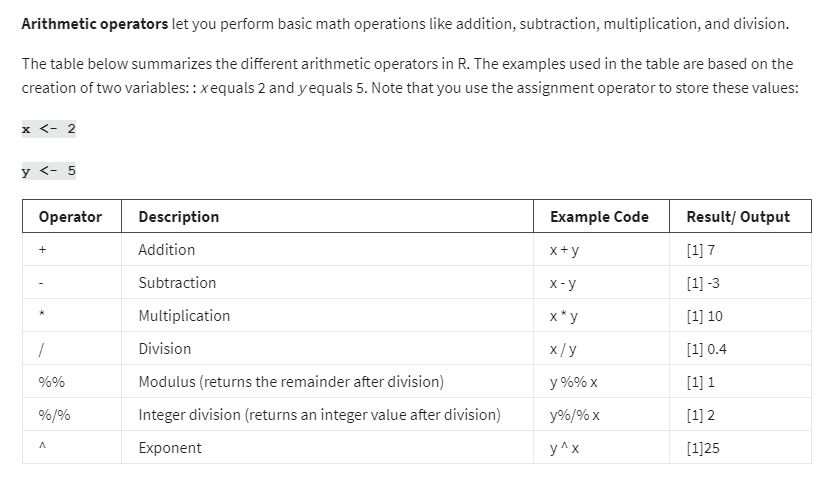 Arithmetic operators let you perform basic math operations like addition, subtraction, multiplication, and division.
The table below summarizes the different arithmetic operators in R. The examples used in the table are based on the
creation of two variables: : x equals 2 and y equals 5. Note that you use the assignment operator to store these values:
x <- 2
y <- 5
Operator Description Example Code Result/ Output
+ Addition x + y [1] 7
- Subtraction x - y [1] -3
* Multiplication x * y [1] 10
/ Division x / y [1] 0.4
%% Modulus (returns the remainder after division) y %% x [1] 1
%/% Integer division (returns an integer value after division) y%/% x [1] 2
^ Exponent y ^ x [1]25